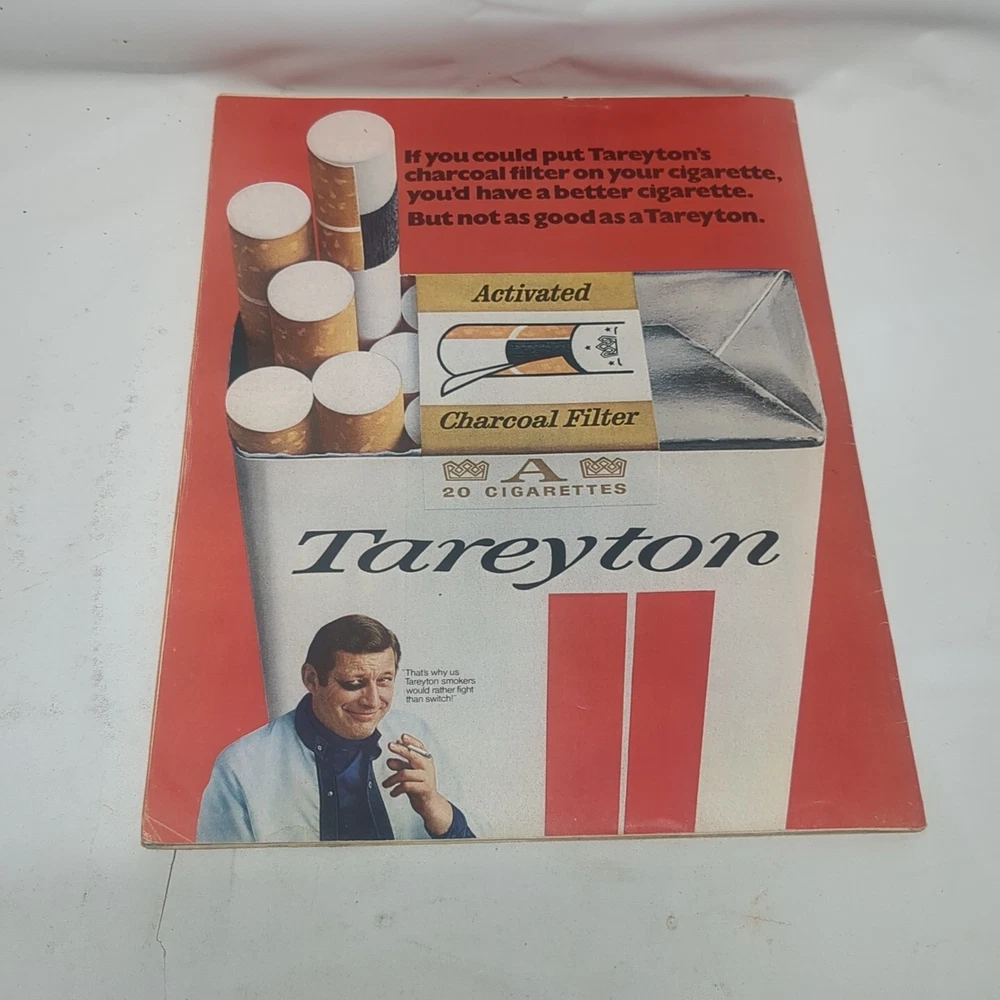 If you could put Tareyton's
charcoal filter on your cigarette,
you'd have a better cigarette.
But not as good as a Tareyton.
Activated
Charcoal Filter
A
20 CIGARETTES
Tareyton
"That's why us
Tareyton smokers
would rather fight
than switch!"